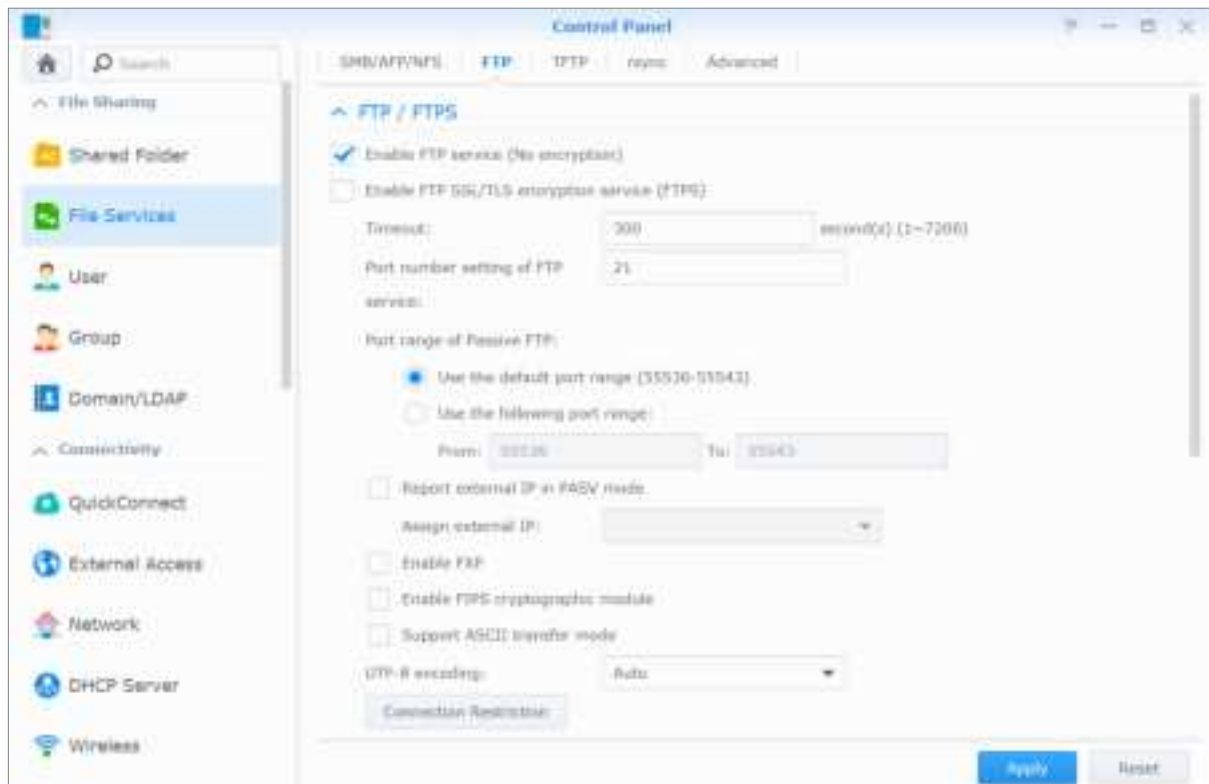 Control Panel
Search
SMB/AFP/NFS FTP TFTP rsync Advanced
File Sharing
Shared Folder
File Services
User
Group
Domain/LDAP
Connectivity
QuickConnect
External Access
Network
DHCP Server
Wireless
FTP / FTPS
Enable FTP service (No encryption)
Enable FTP SSL/TLS encryption service (FTPS)
Timeout: 300 second(s) (1~7200)
Port number setting of FTP 21
service:
Port range of Passive FTP:
Use the default port range (55536-55543)
Use the following port range:
From: 55536 To: 55543
Report external IP in PASV mode
Assign external IP:
Enable FXP
Enable FIPS cryptographic module
Support ASCII transfer mode
UTF-8 encoding: Auto
Connection Restriction
Apply Reset